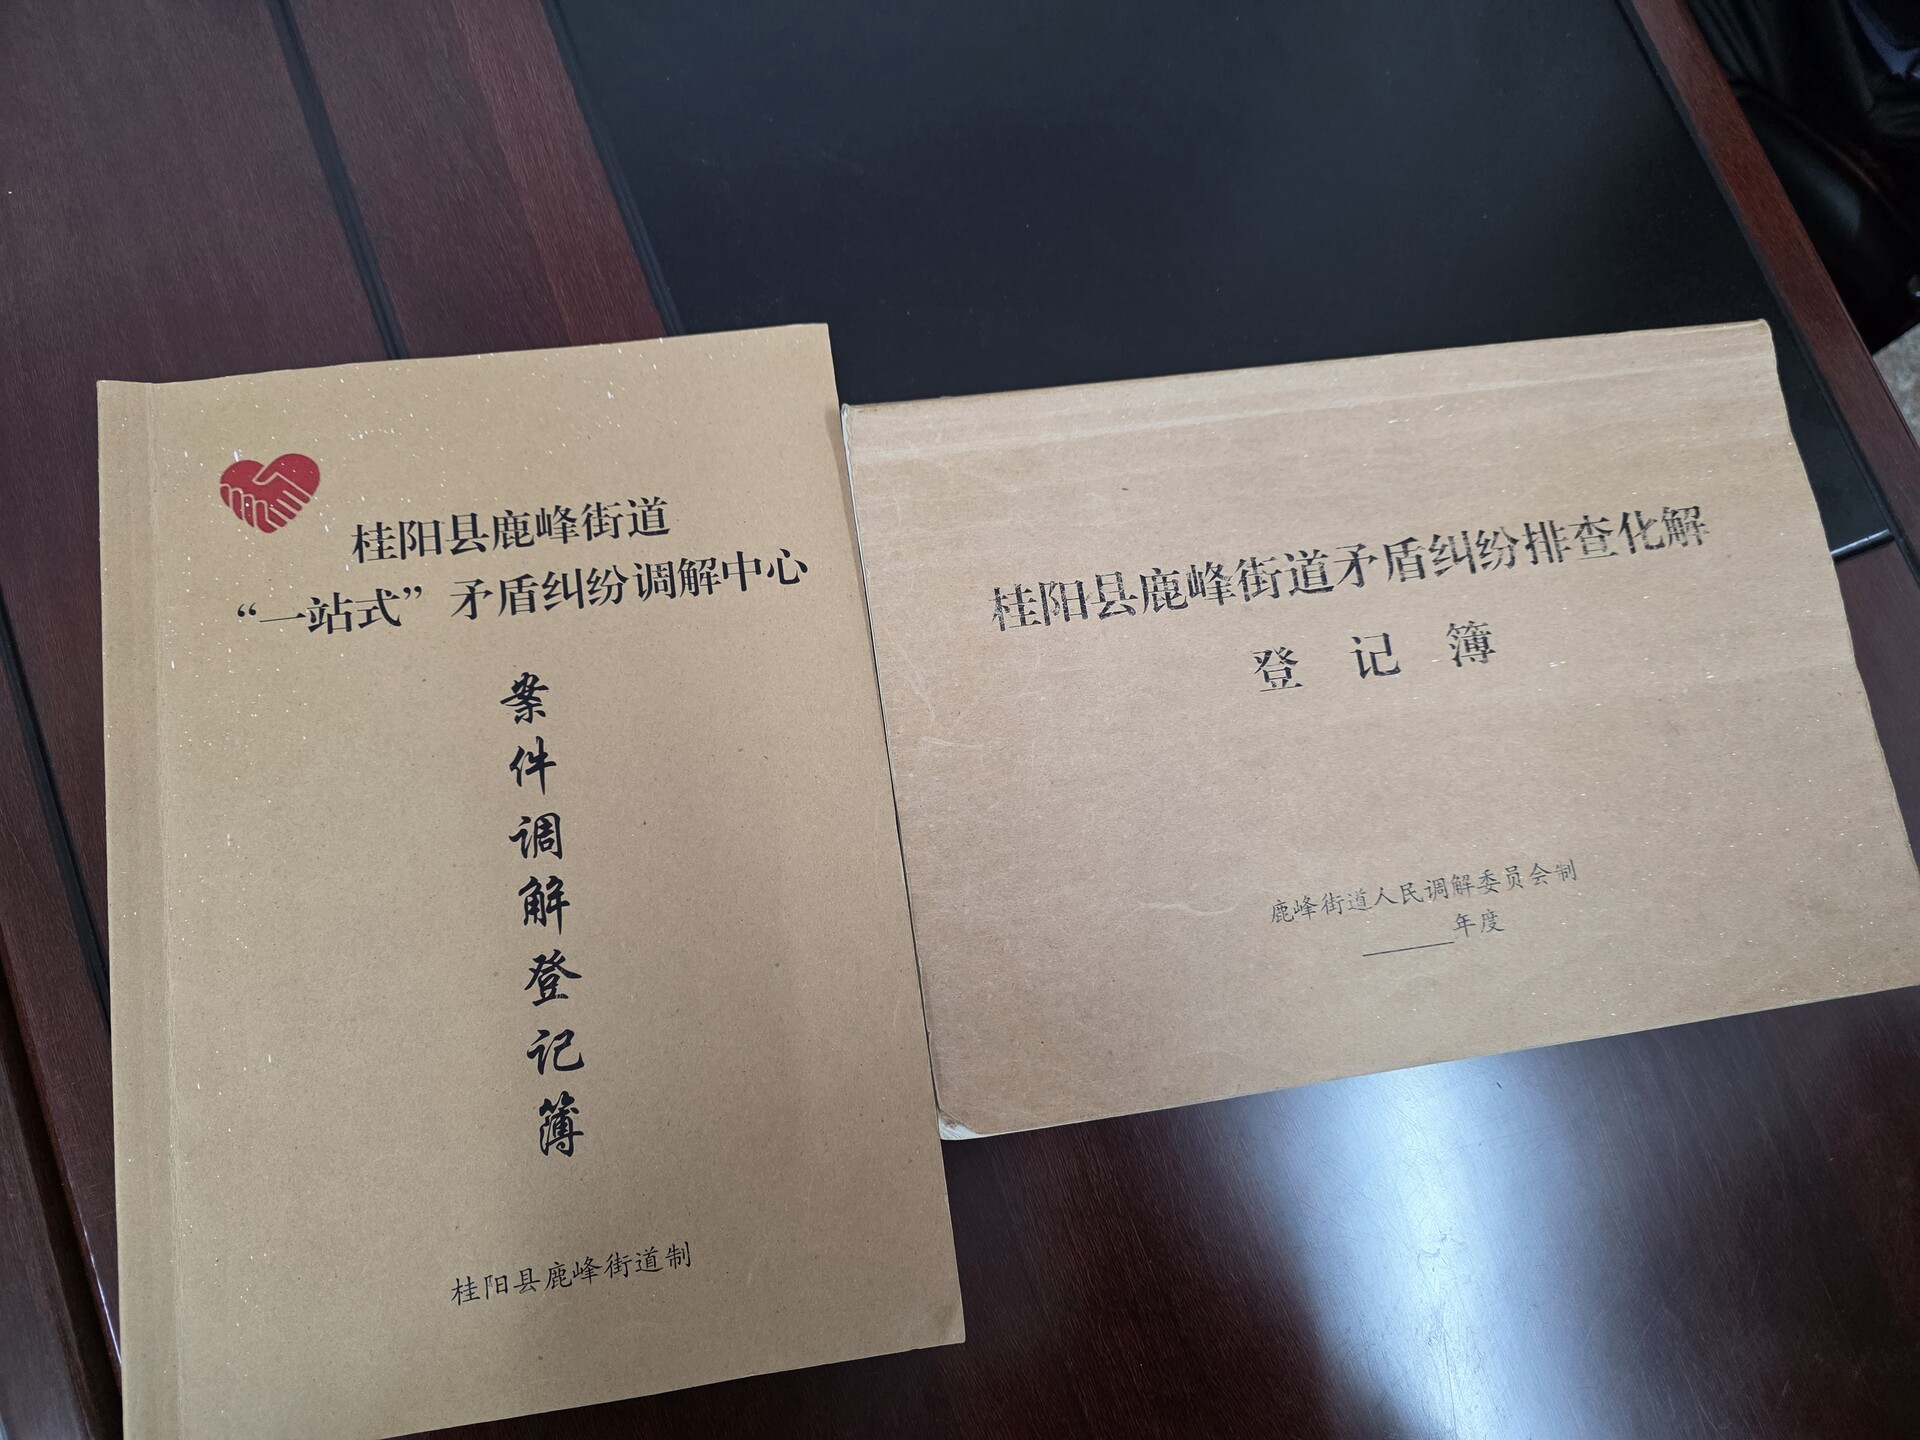 桂阳县鹿峰街道
“一站式”矛盾纠纷调解中心
案件调解登记簿
桂阳县鹿峰街道制
桂阳县鹿峰街道矛盾纠纷排查化解
登记簿
鹿峰街道人民调解委员会制
年度